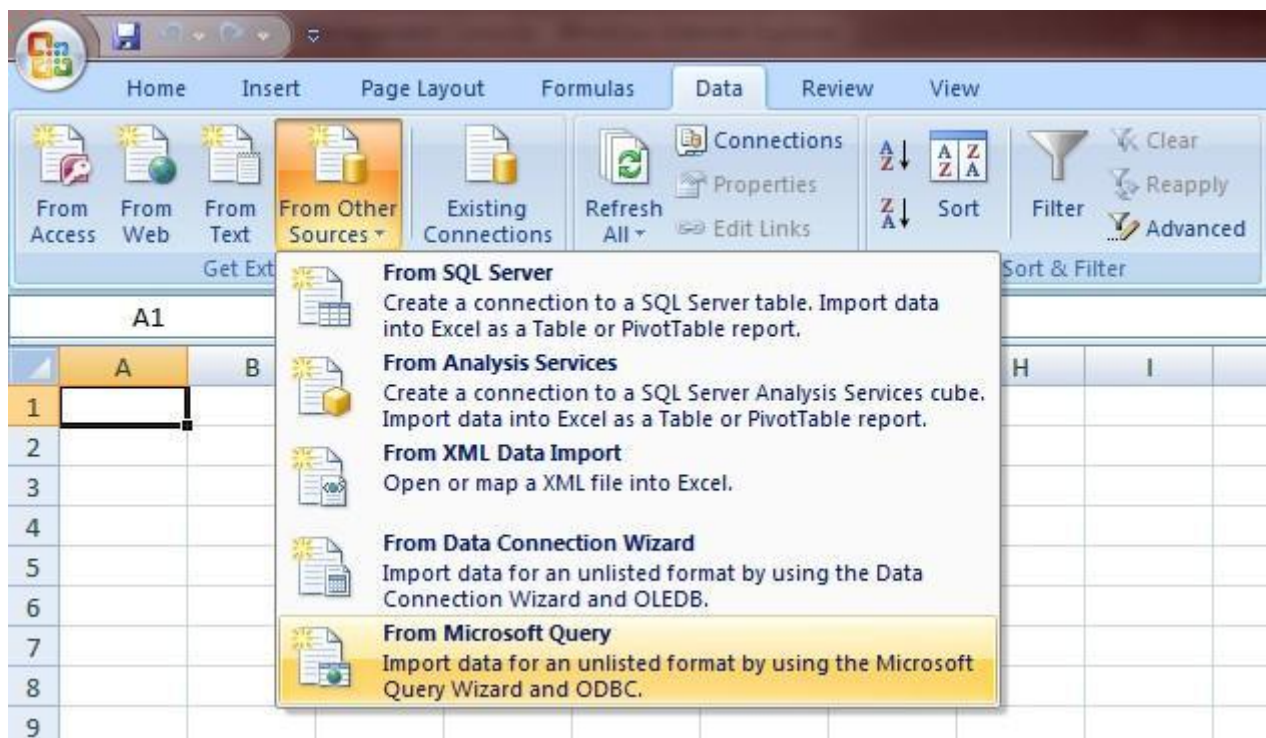 Home Insert Page Layout Formulas Data Review View
From Access
From Web
From Text
From Other Sources
Existing Connections
Get Ext
Refresh All
Connections
Properties
Edit Links
A Z
Z A
A Z Z A
Sort
Filter
Clear
Reapply
Advanced
Sort & Filter
From SQL Server
Create a connection to a SQL Server table. Import data
into Excel as a Table or PivotTable report.
From Analysis Services
Create a connection to a SQL Server Analysis Services cube.
Import data into Excel as a Table or PivotTable report.
From XML Data Import
Open or map a XML file into Excel.
From Data Connection Wizard
Import data for an unlisted format by using the Data
Connection Wizard and OLEDB.
From Microsoft Query
Import data for an unlisted format by using the Microsoft
Query Wizard and ODBC.
A1
A B H I
1
2
3
4
5
6
7
8
9